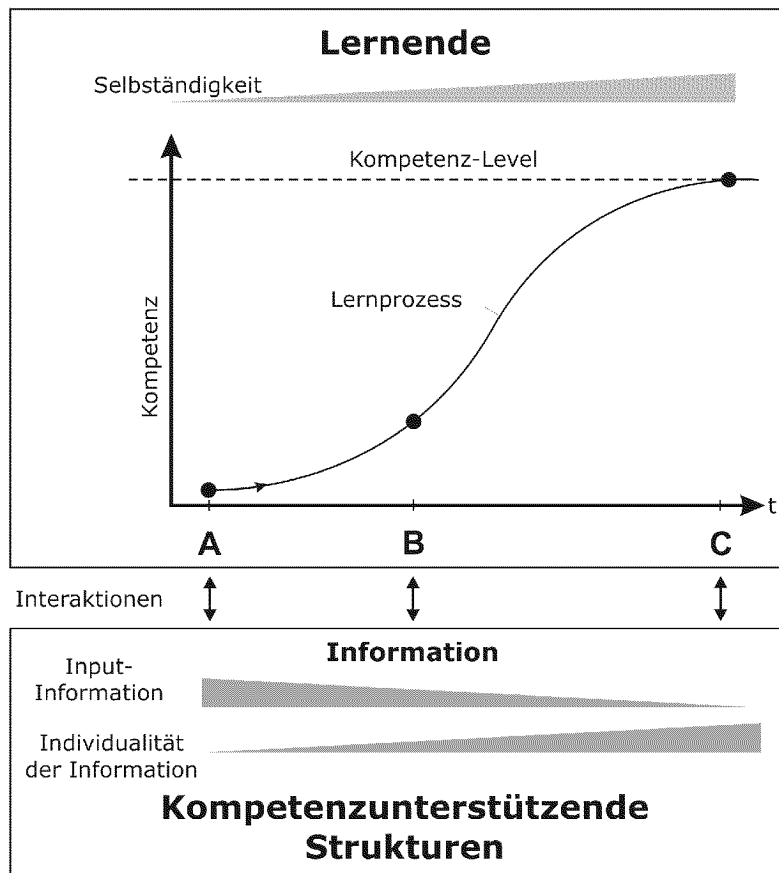 Lernende
Selbständigkeit
Kompetenz-Level
Lernprozess
Kompetenz
t
A B C
Interaktionen
Information
Input-
Information
Individualität
der Information
Kompetenzunterstützende
Strukturen